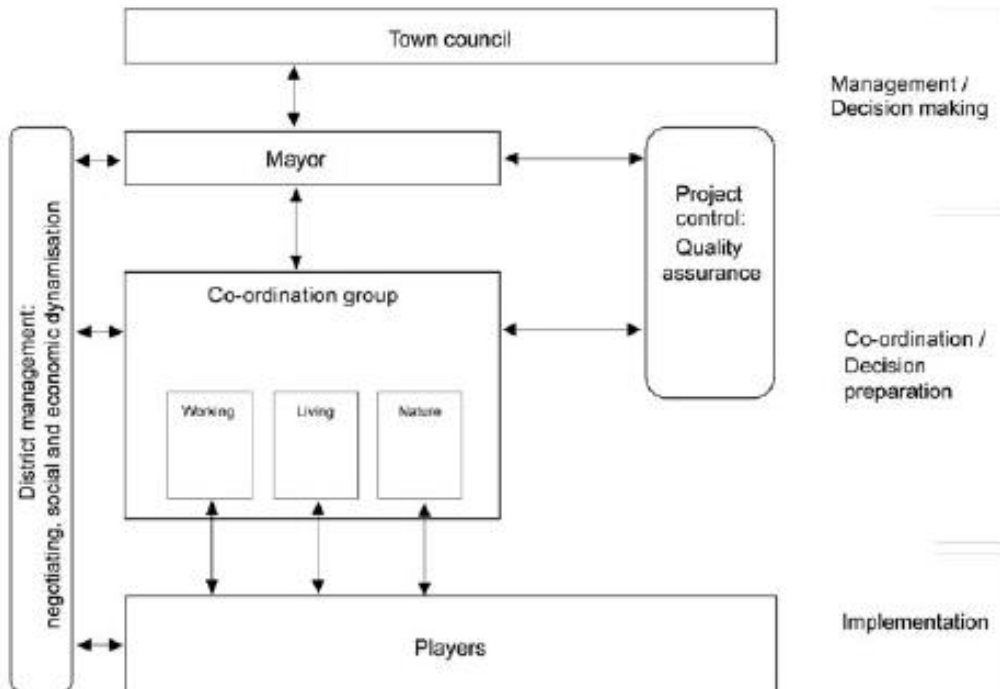 Town council
Management /
Decision making
Mayor
Project
control:
Quality
assurance
District management:
negotiating, social and economic dynamisation
Co-ordination group
Co-ordination /
Decision
preparation
Working
Living
Nature
Implementation
Players